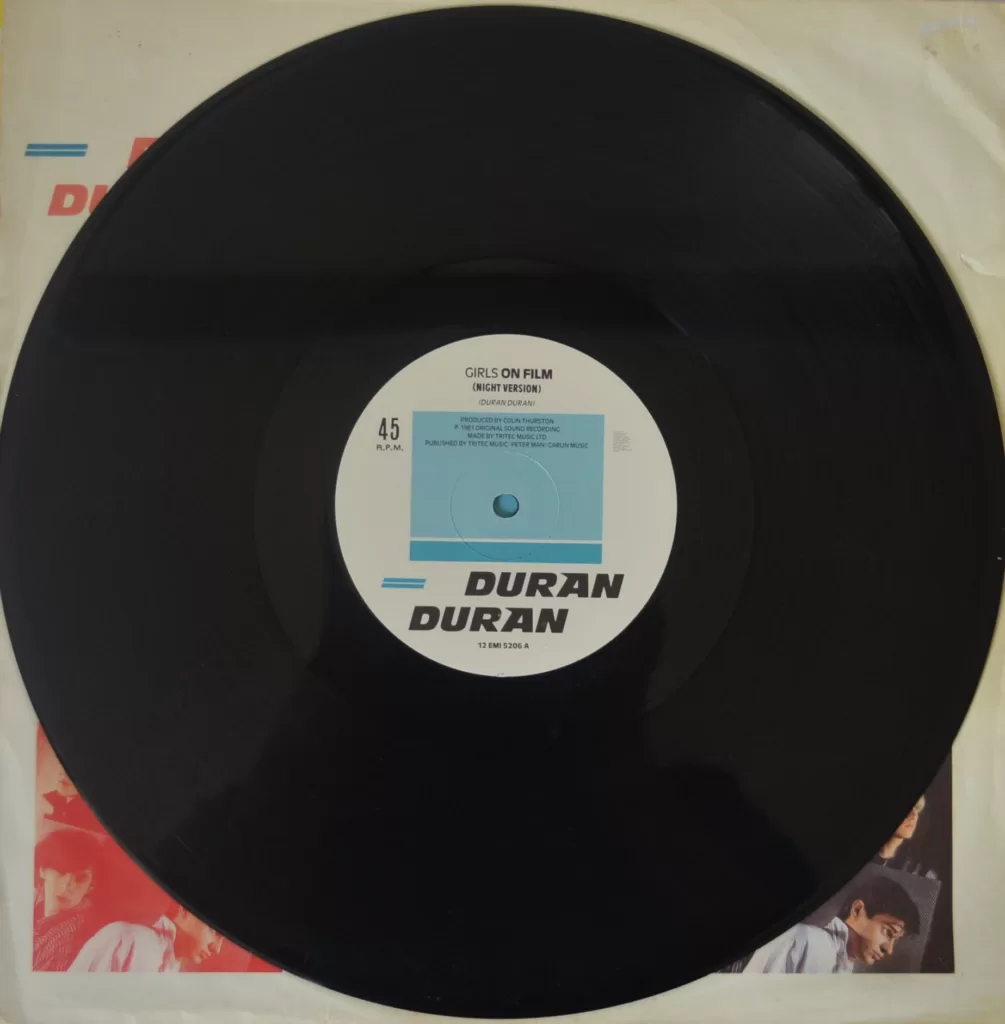 DU
GIRLS ON FILM
(NIGHT VERSION)
(DURAN DURAN)
45
R.P.M.
PRODUCED BY COLIN THURSTON
℗ 1981 ORIGINAL SOUND RECORDING
MADE BY TRITEC MUSIC LTD
PUBLISHED BY TRITEC MUSIC-PETER MAN-CARLIN MUSIC
DURAN
DURAN
12 EMI 5206 A